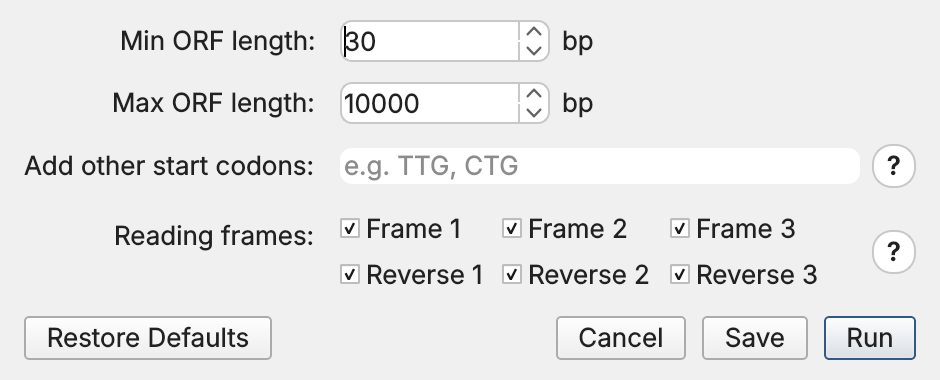 Min ORF length: 30 bp
Max ORF length: 10000 bp
Add other start codons: e.g. TTG, CTG ?
Reading frames: Frame 1 Frame 2 Frame 3
?
Reverse 1 Reverse 2 Reverse 3
Restore Defaults Cancel Save Run